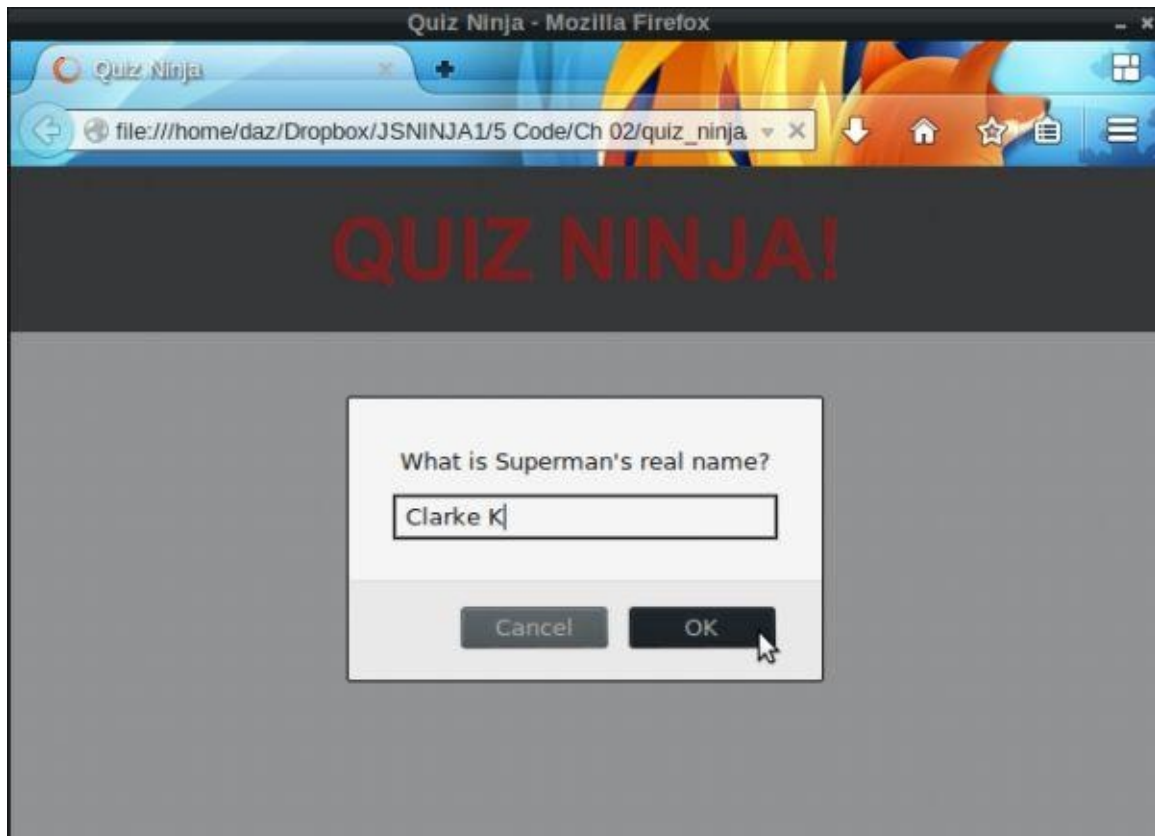 Quiz Ninja - Mozilla Firefox
Quiz Ninja
file:///home/daz/Dropbox/JSNINJA1/5 Code/Ch 02/quiz_ninja
QUIZ NINJA!
What is Superman's real name?
Clarke K
Cancel OK